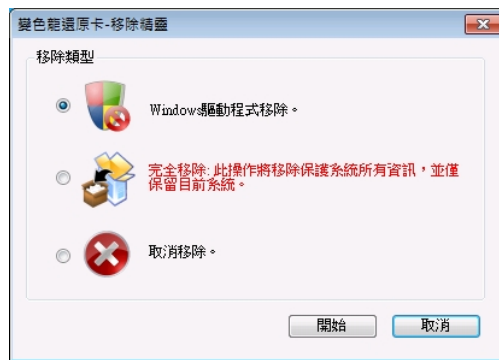 變色龍還原卡-移除精靈
移除類型
Windows驅動程式移除。
完全移除:此操作將移除保護系統所有資訊，並僅
保留目前系統。
取消移除。
開始
取消